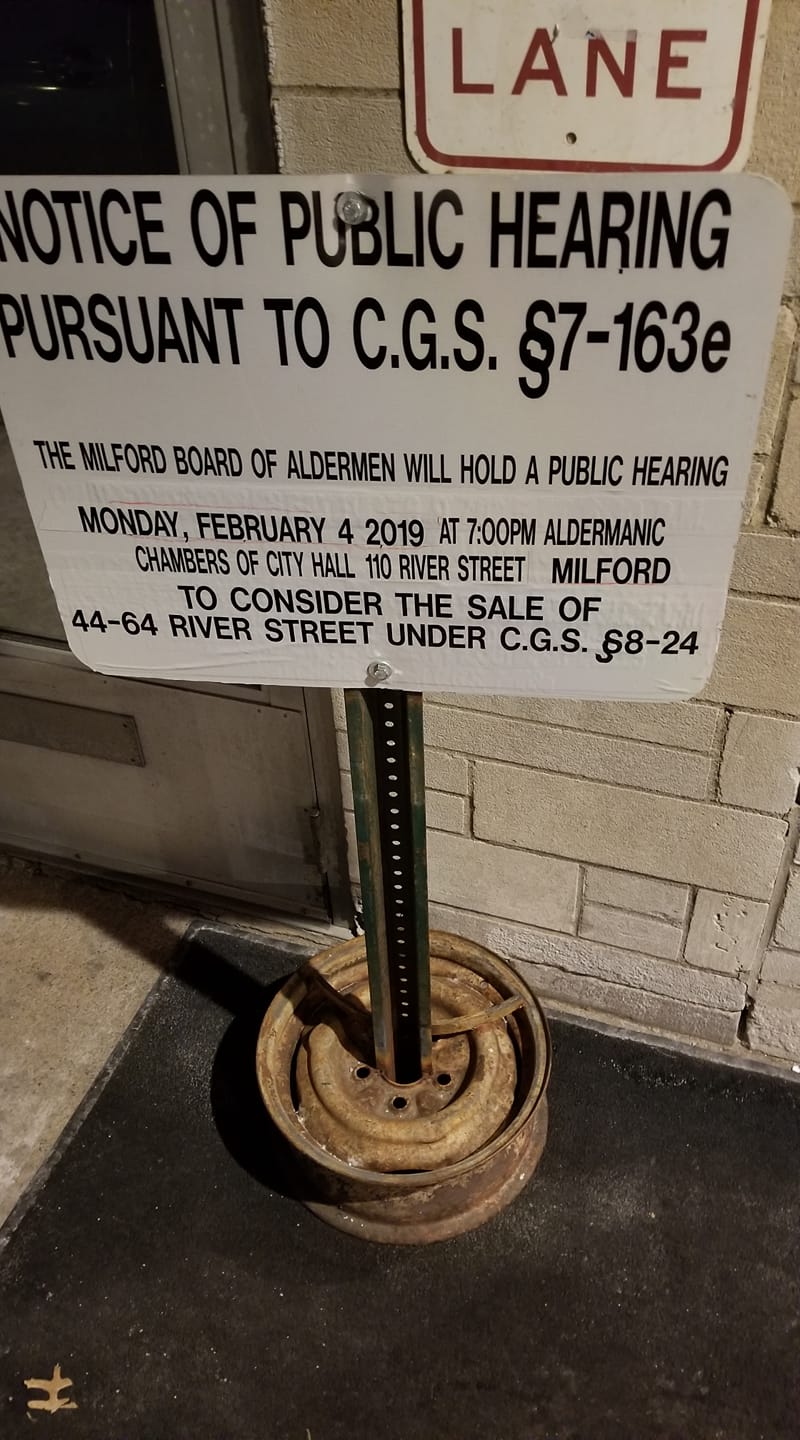 LANE
NOTICE OF PUBLIC HEARING
PURSUANT TO C.G.S. §7-163e
THE MILFORD BOARD OF ALDERMEN WILL HOLD A PUBLIC HEARING
MONDAY, FEBRUARY 4 2019 AT 7:00PM ALDERMANIC
CHAMBERS OF CITY HALL 110 RIVER STREET MILFORD
TO CONSIDER THE SALE OF
44-64 RIVER STREET UNDER C.G.S. §8-24